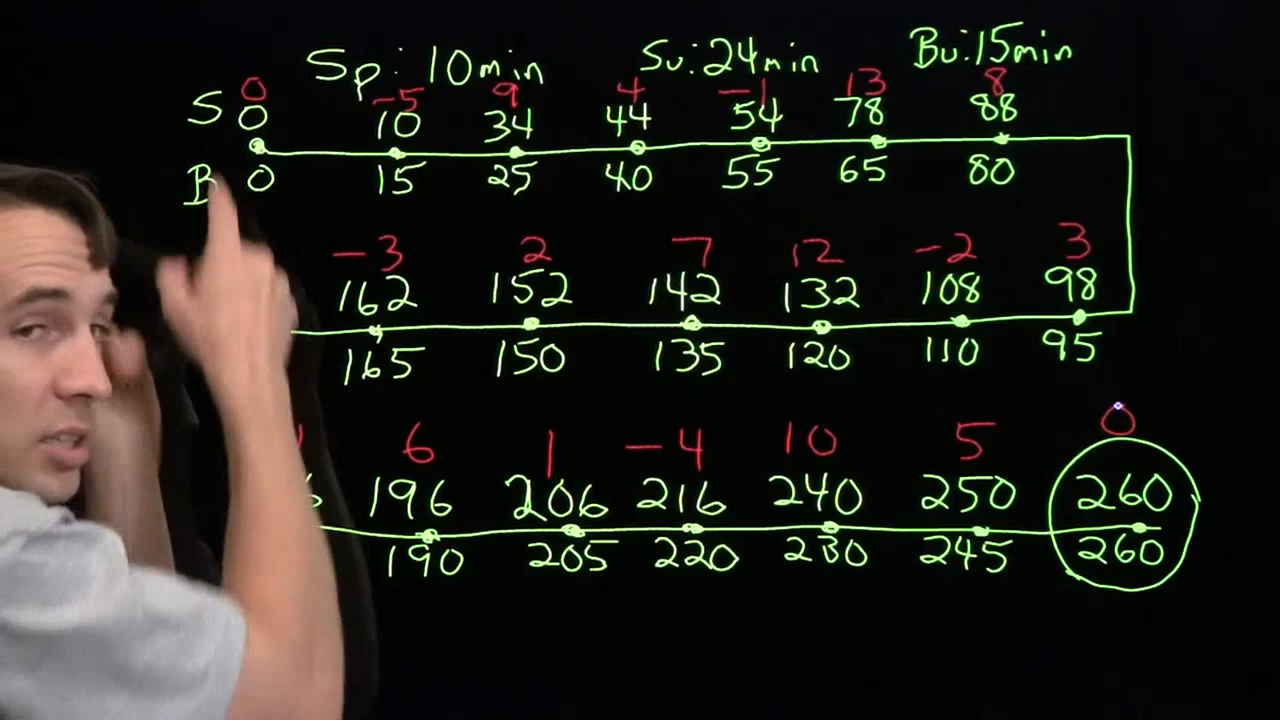 Sp: 10min Su: 24min Bu: 15min
0 -5 9 4 -1 13 8
S 0 10 34 44 54 78 88
B 0 15 25 40 55 65 80
-3 2 7 12 -2 3
162 152 142 132 108 98
165 150 135 120 110 95
6 1 -4 10 5 0
6 196 206 216 240 250 260
190 205 220 230 245 260